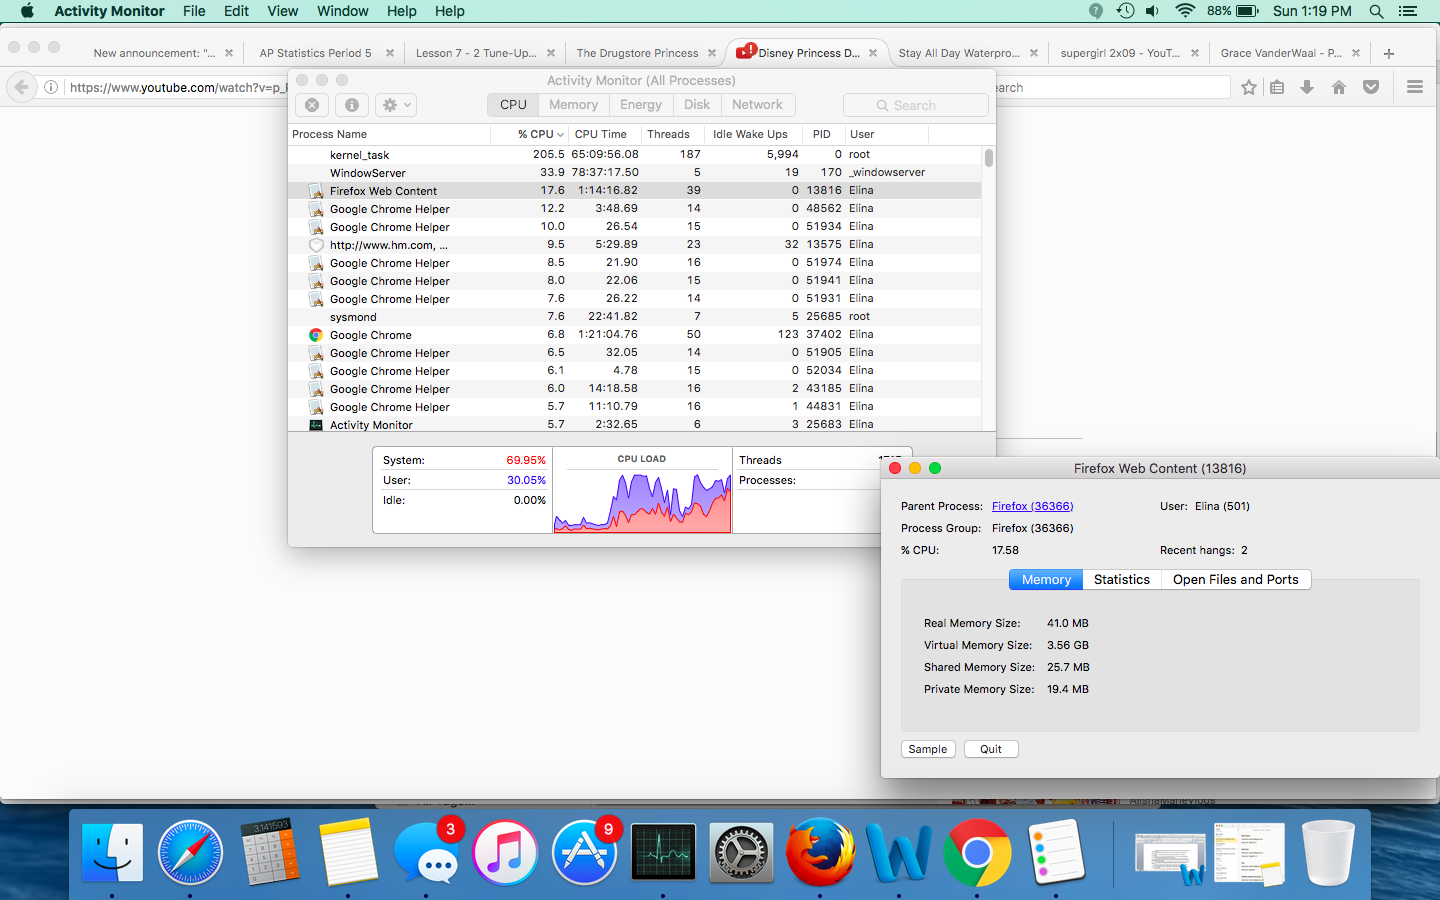 Activity Monitor File Edit View Window Help Help 88% Sun 1:19 PM
New announcement: "... AP Statistics Period 5 Lesson 7 - 2 Tune-Up... The Drugstore Princess Disney Princess D... Stay All Day Waterpro... supergirl 2x09 - YouT... Grace VanderWaal - P...
https://www.youtube.com/watch?v=p_ earch
Activity Monitor (All Processes)
CPU Memory Energy Disk Network Search
Process Name % CPU CPU Time Threads Idle Wake Ups PID User
kernel_task 205.5 65:09:56.08 187 5,994 0 root
WindowServer 33.9 78:37:17.50 5 19 170 _windowserver
Firefox Web Content 17.6 1:14:16.82 39 0 13816 Elina
Google Chrome Helper 12.2 3:48.69 14 0 48562 Elina
Google Chrome Helper 10.0 26.54 15 0 51934 Elina
http://www.hm.com, ... 9.5 5:29.89 23 32 13575 Elina
Google Chrome Helper 8.5 21.90 16 0 51974 Elina
Google Chrome Helper 8.0 22.06 15 0 51941 Elina
Google Chrome Helper 7.6 26.22 14 0 51931 Elina
sysmond 7.6 22:41.82 7 5 25685 root
Google Chrome 6.8 1:21:04.76 50 123 37402 Elina
Google Chrome Helper 6.5 32.05 14 0 51905 Elina
Google Chrome Helper 6.1 4.78 15 0 52034 Elina
Google Chrome Helper 6.0 14:18.58 16 2 43185 Elina
Google Chrome Helper 5.7 11:10.79 16 1 44831 Elina
Activity Monitor 5.7 2:32.65 6 3 25683 Elina
System: 69.95% CPU LOAD Threads
User: 30.05% Processes:
Idle: 0.00%
Firefox Web Content (13816)
Parent Process: Firefox (36366) User: Elina (501)
Process Group: Firefox (36366)
% CPU: 17.58 Recent hangs: 2
Memory Statistics Open Files and Ports
Real Memory Size: 41.0 MB
Virtual Memory Size: 3.56 GB
Shared Memory Size: 25.7 MB
Private Memory Size: 19.4 MB
Sample Quit
3.141593
3
9